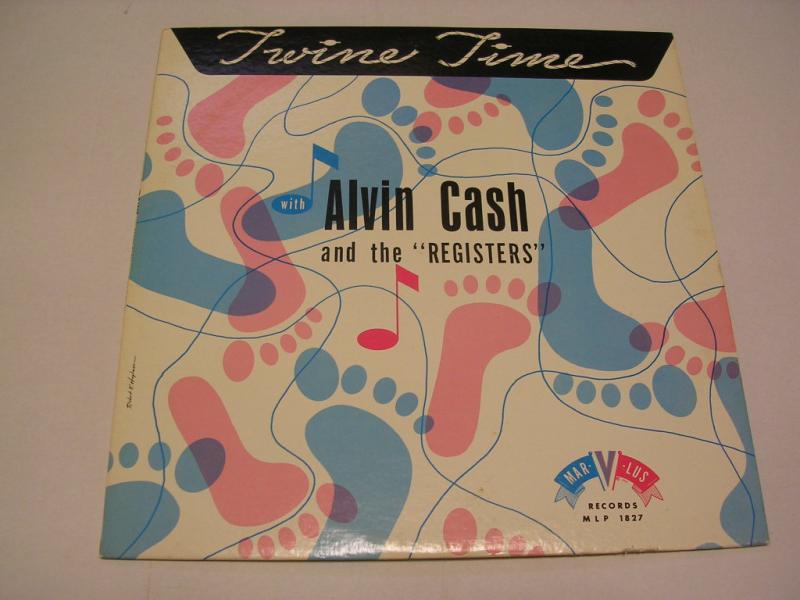 Twine Time
with Alvin Cash
and the "REGISTERS"
MAR-V-LUS
RECORDS
MLP 1827